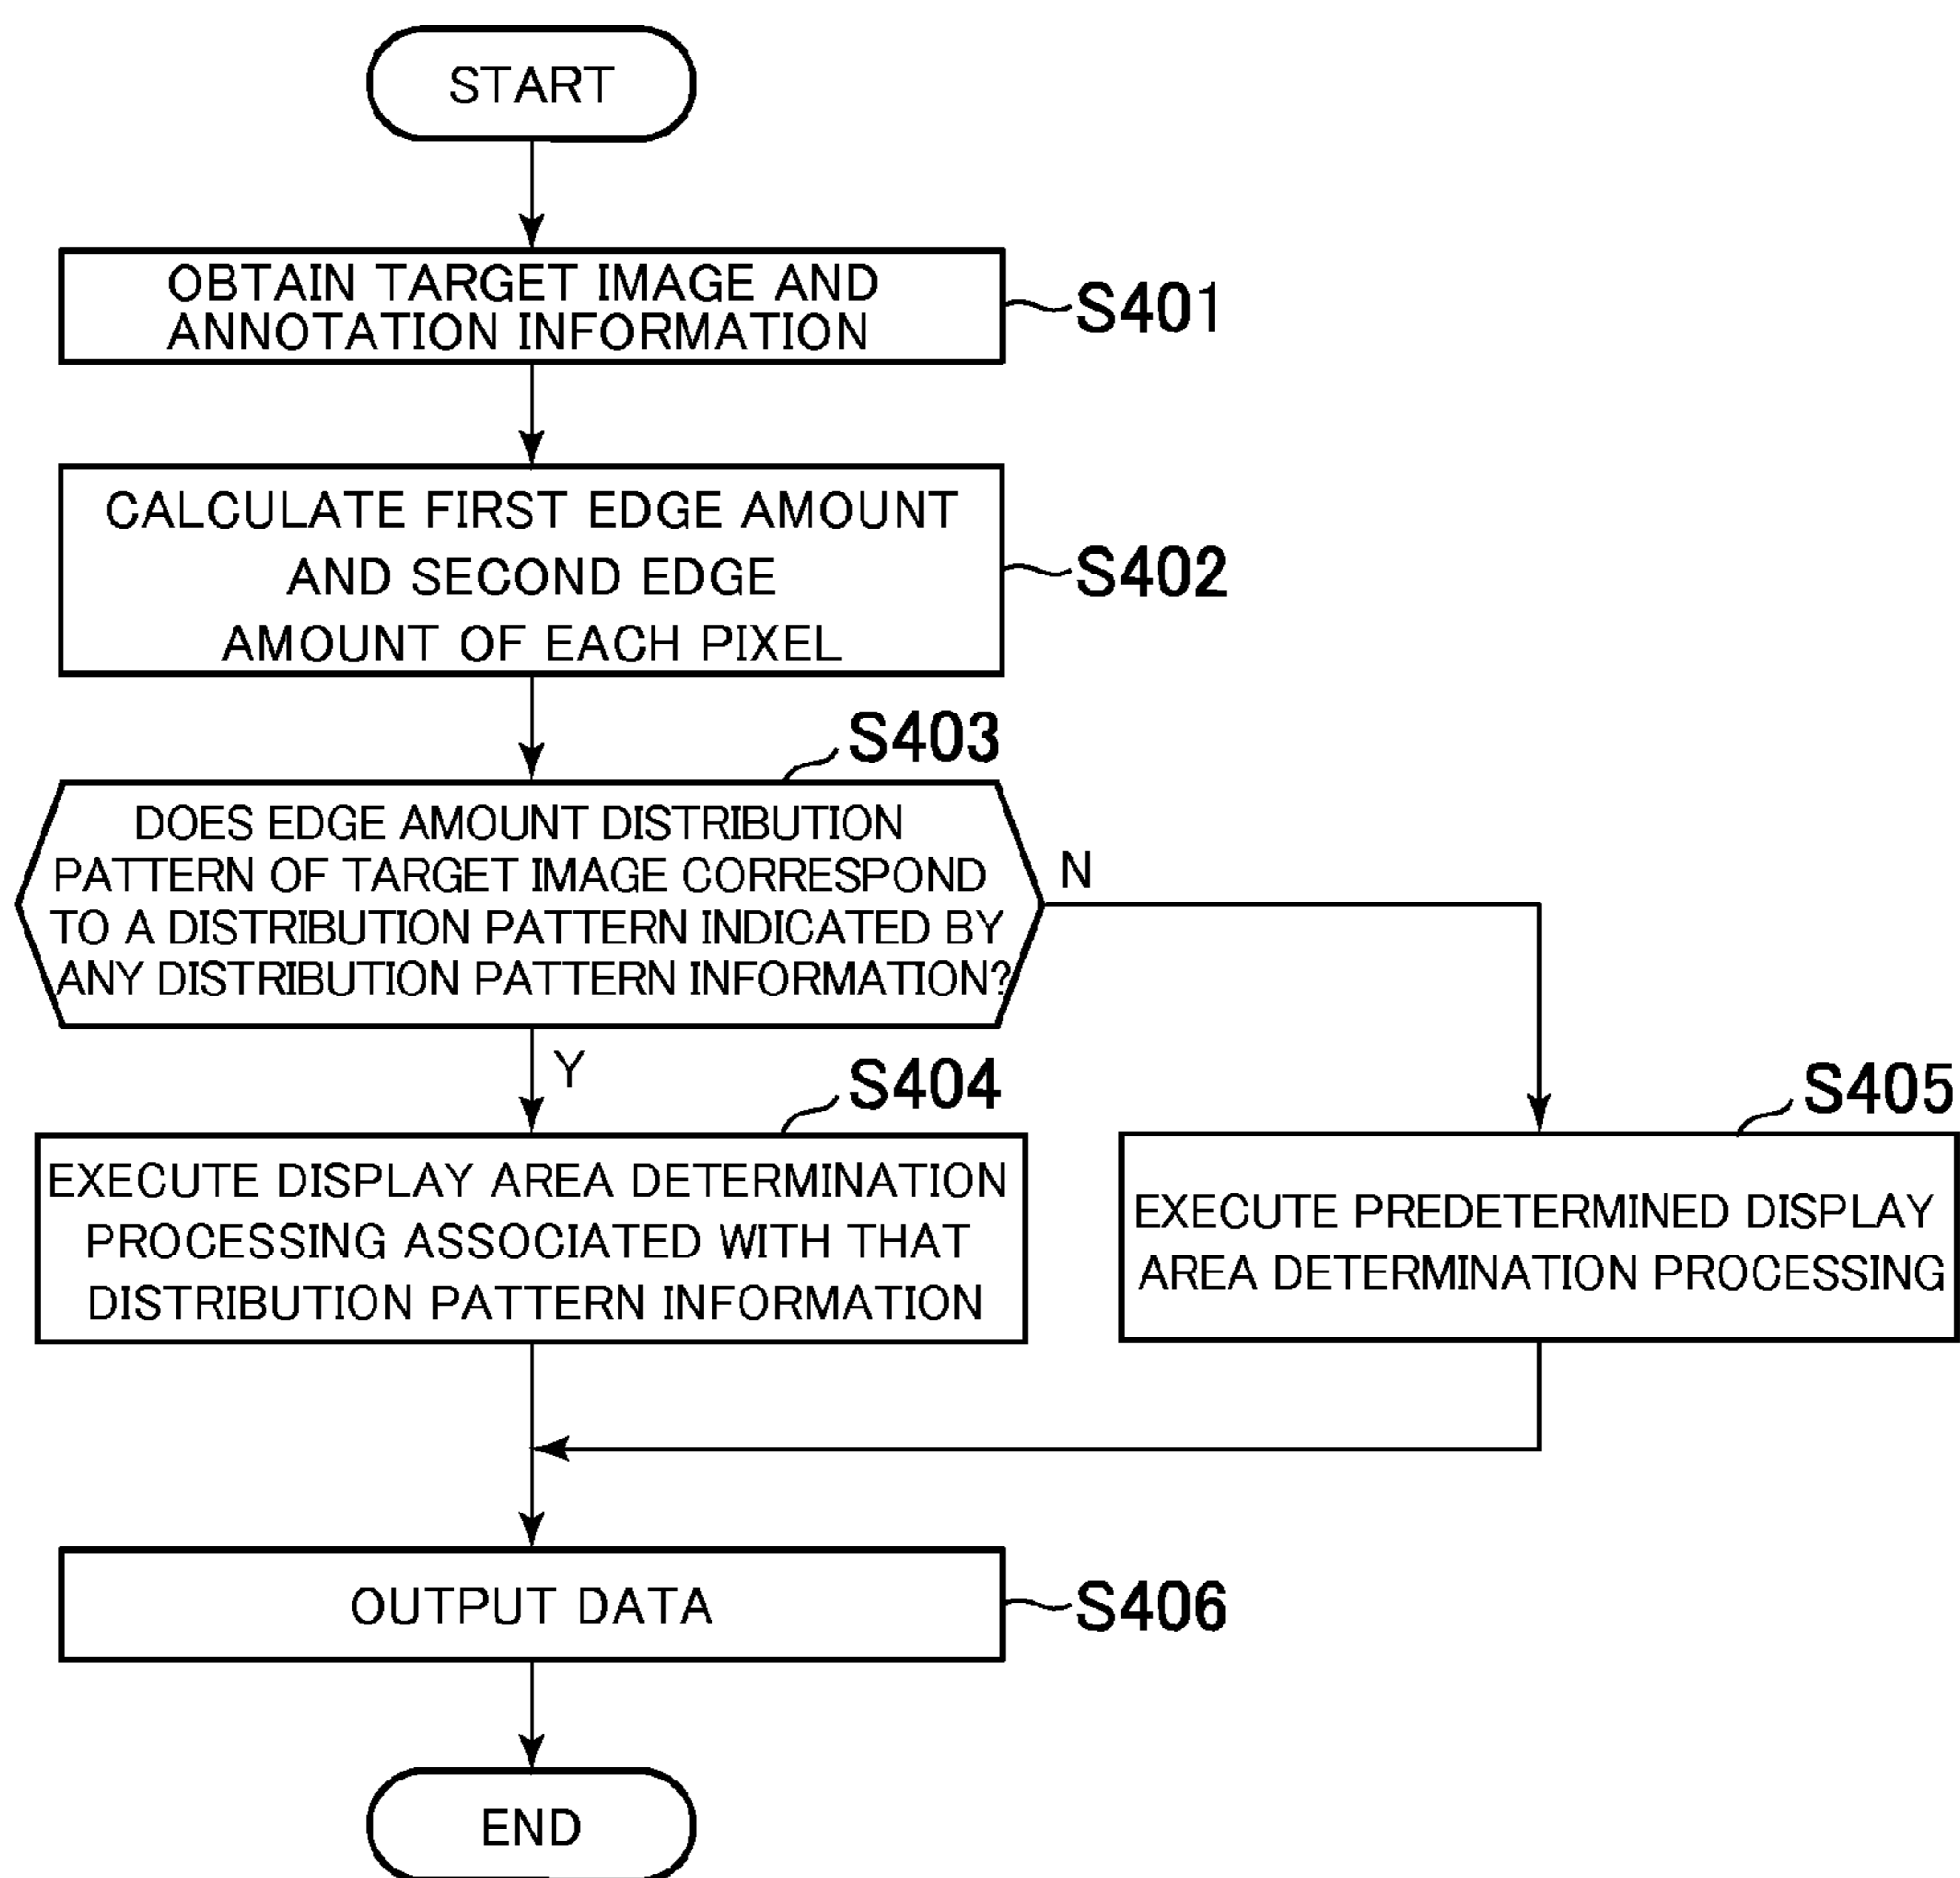 START
OBTAIN TARGET IMAGE AND
ANNOTATION INFORMATION
S401
CALCULATE FIRST EDGE AMOUNT
AND SECOND EDGE
AMOUNT OF EACH PIXEL
S402
S403
DOES EDGE AMOUNT DISTRIBUTION
PATTERN OF TARGET IMAGE CORRESPOND
TO A DISTRIBUTION PATTERN INDICATED BY
ANY DISTRIBUTION PATTERN INFORMATION?
N
Y
S404
EXECUTE DISPLAY AREA DETERMINATION
PROCESSING ASSOCIATED WITH THAT
DISTRIBUTION PATTERN INFORMATION
S405
EXECUTE PREDETERMINED DISPLAY
AREA DETERMINATION PROCESSING
OUTPUT DATA
S406
END